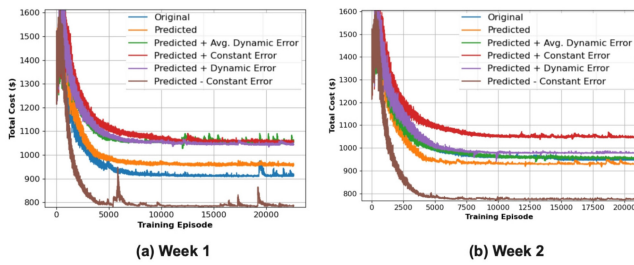 1600
1500
1400
1300
1200
1100
1000
900
800
Total Cost ($)
Original
Predicted
Predicted + Avg. Dynamic Error
Predicted + Constant Error
Predicted + Dynamic Error
Predicted - Constant Error
0 5000 10000 15000 20000
Training Episode
(a) Week 1
1600
1500
1400
1300
1200
1100
1000
900
800
Total Cost ($)
Original
Predicted
Predicted + Avg. Dynamic Error
Predicted + Constant Error
Predicted + Dynamic Error
Predicted - Constant Error
0 2500 5000 7500 10000 12500 15000 17500 20000
Training Episode
(b) Week 2